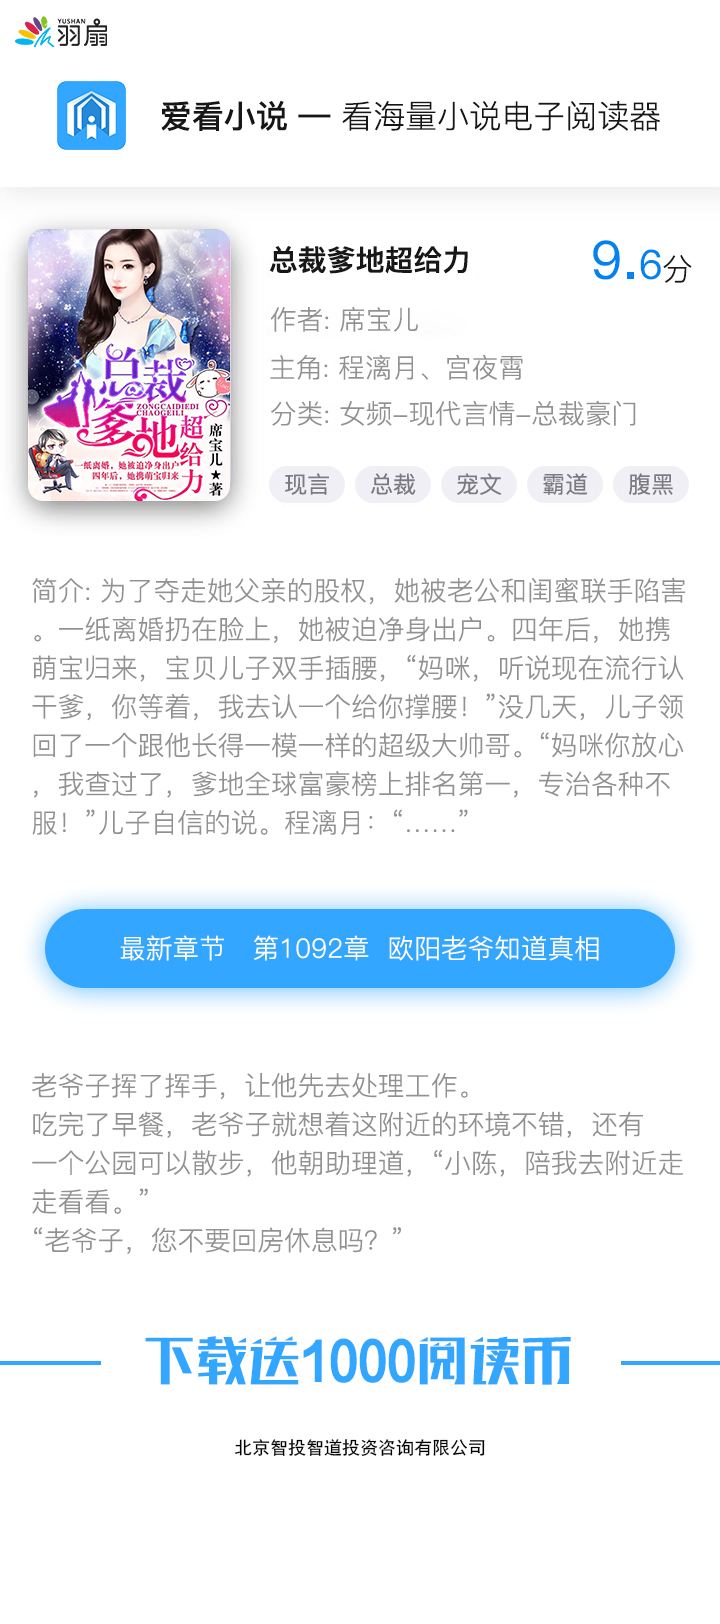 YUSHAN
羽扇
爱看小说 — 看海量小说电子阅读器
总裁爹地超给力
9.6分
作者: 席宝儿
主角: 程漓月、宫夜霄
分类: 女频-现代言情-总裁豪门
现言 总裁 宠文 霸道 腹黑
总裁
ZONGCAIDIEDI
CHAOGEILI
爹地超给力
席宝儿★著
一纸离婚，她被迫净身出户
四年后，她携萌宝归来
简介: 为了夺走她父亲的股权，她被老公和闺蜜联手陷害
。一纸离婚扔在脸上，她被迫净身出户。四年后，她携
萌宝归来，宝贝儿子双手插腰，“妈咪，听说现在流行认
干爹，你等着，我去认一个给你撑腰！”没几天，儿子领
回了一个跟他长得一模一样的超级大帅哥。“妈咪你放心
，我查过了，爹地全球富豪榜上排名第一，专治各种不
服！”儿子自信的说。程漓月：“……”
最新章节 第1092章 欧阳老爷知道真相
老爷子挥了挥手，让他先去处理工作。
吃完了早餐，老爷子就想着这附近的环境不错，还有
一个公园可以散步，他朝助理道，“小陈，陪我去附近走
走看看。”
“老爷子，您不要回房休息吗？”
下载送1000阅读币
北京智投智道投资咨询有限公司